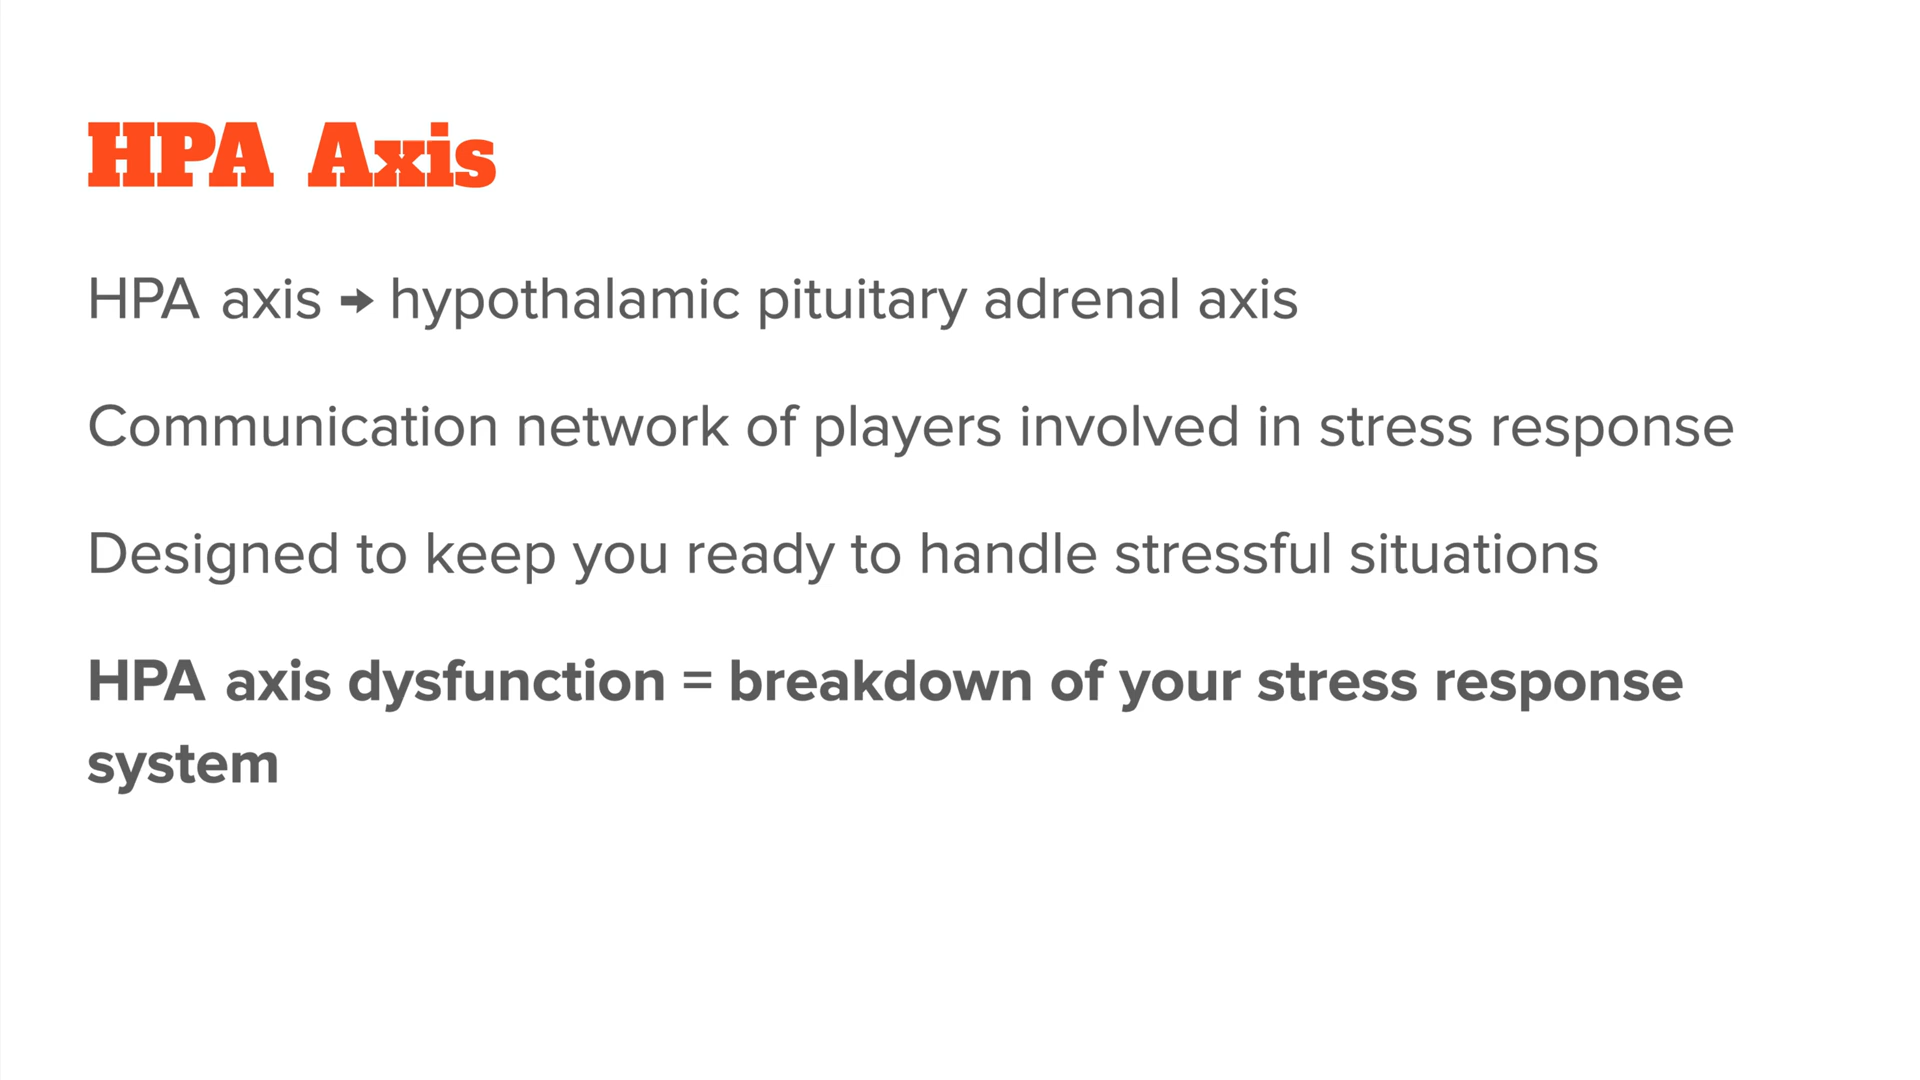 HPA Axis
HPA axis → hypothalamic pituitary adrenal axis
Communication network of players involved in stress response
Designed to keep you ready to handle stressful situations
HPA axis dysfunction = breakdown of your stress response
system